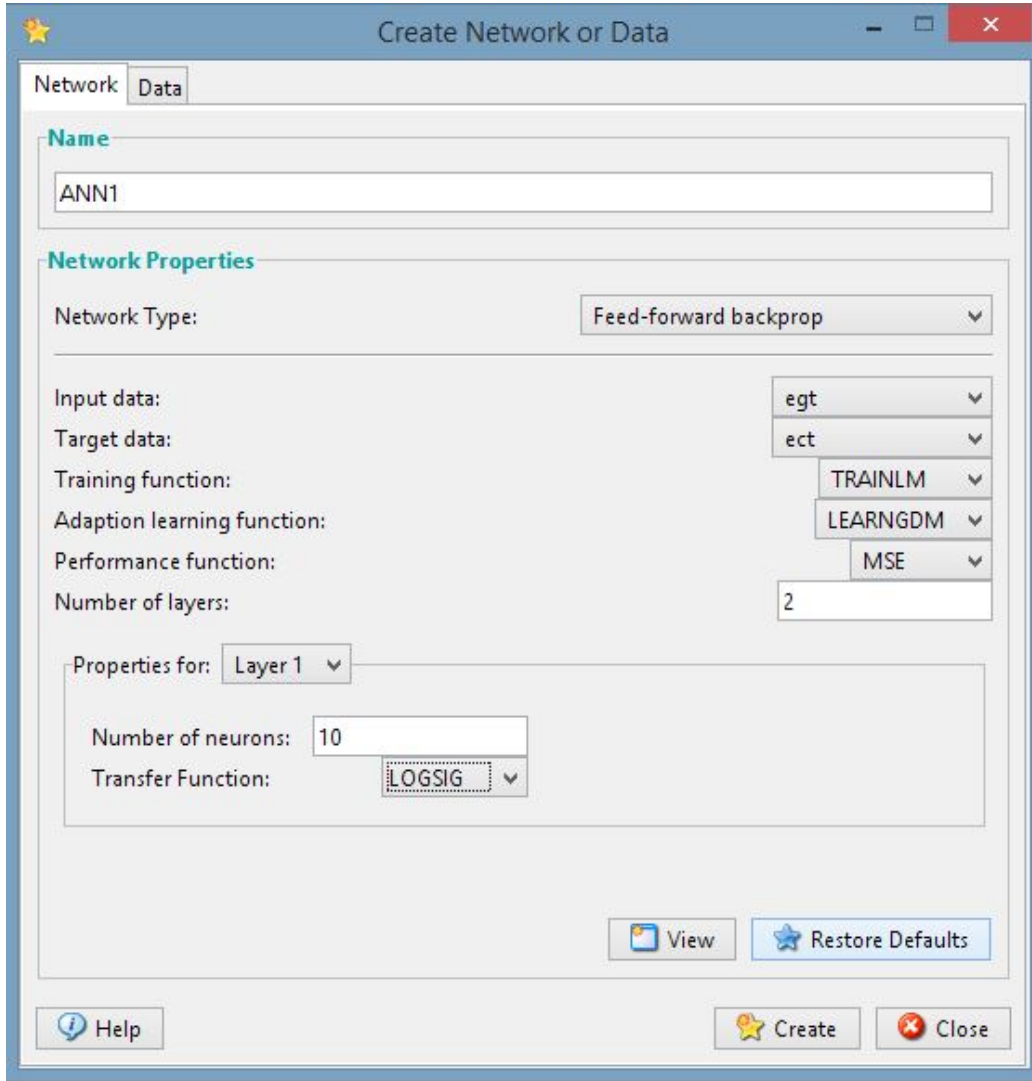 Create Network or Data
Network Data
Name
ANN1
Network Properties
Network Type: Feed-forward backprop
Input data: egt
Target data: ect
Training function: TRAINLM
Adaption learning function: LEARNGDM
Performance function: MSE
Number of layers: 2
Properties for: Layer 1
Number of neurons: 10
Transfer Function: LOGSIG
View Restore Defaults
Help Create Close